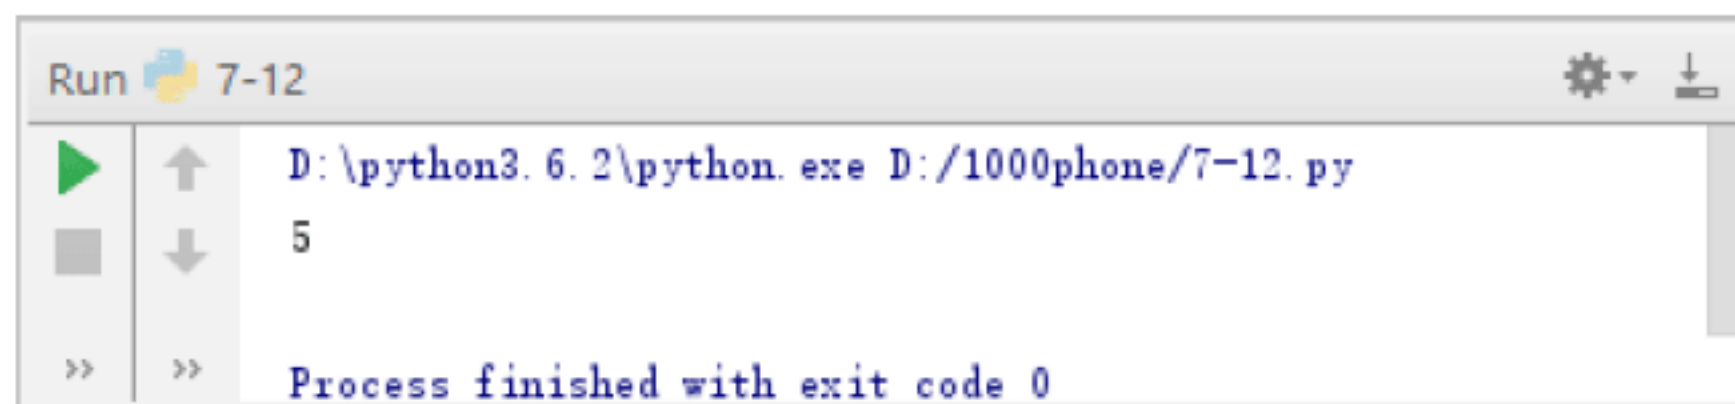 Run 7-12
D:\python3.6.2\python.exe D:/1000phone/7-12.py
5
Process finished with exit code 0